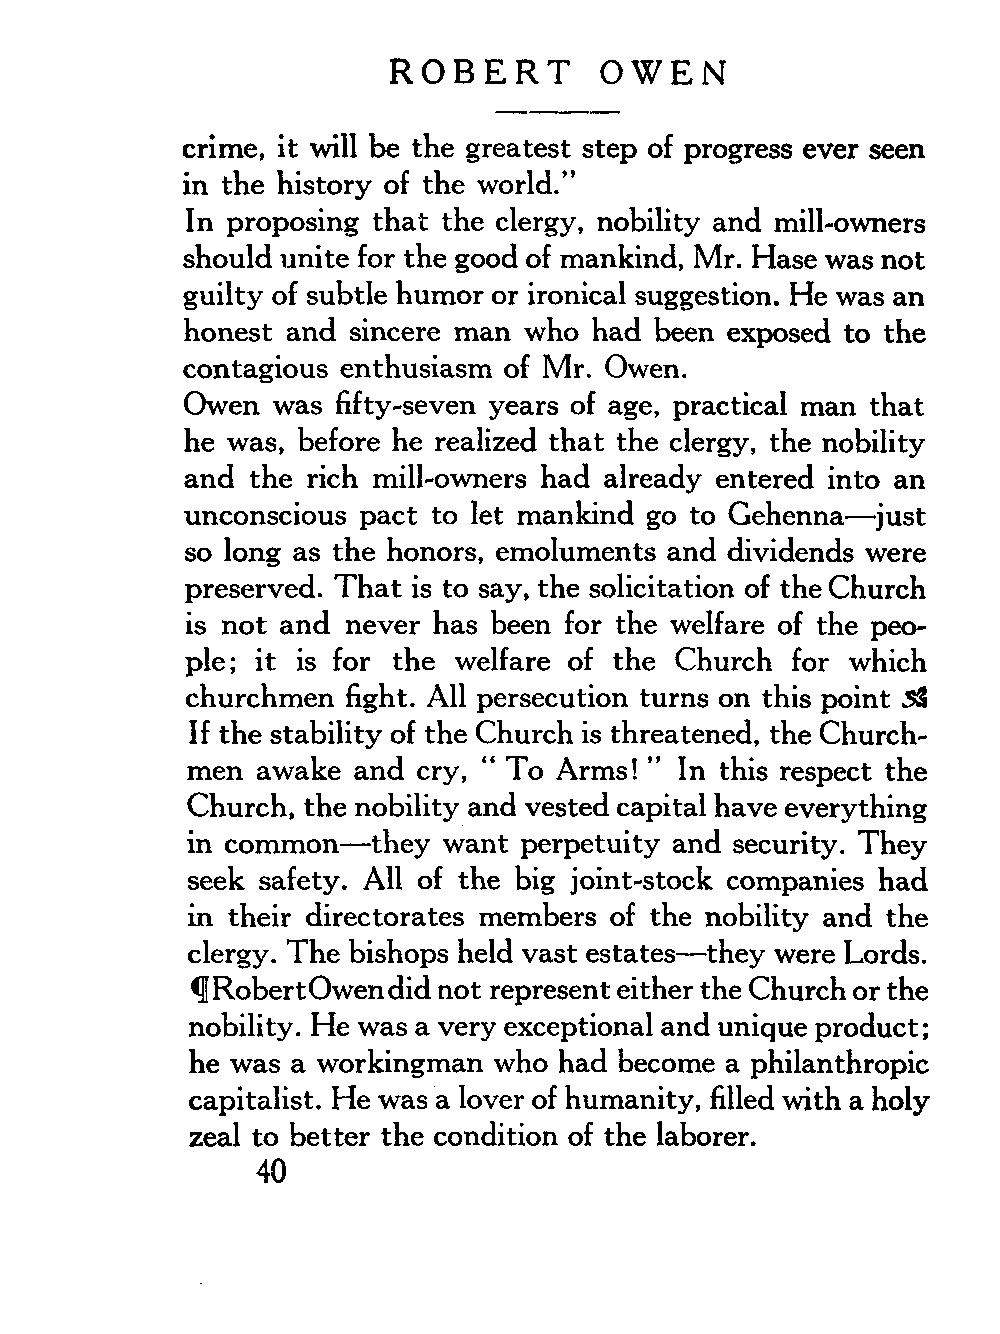 ROBERT OWEN
crime, it will be the greatest step of progress ever seen
in the history of the world."
In proposing that the clergy, nobility and mill-owners
should unite for the good of mankind, Mr. Hase was not
guilty of subtle humor or ironical suggestion. He was an
honest and sincere man who had been exposed to the
contagious enthusiasm of Mr. Owen.
Owen was fifty-seven years of age, practical man that
he was, before he realized that the clergy, the nobility
and the rich mill-owners had already entered into an
unconscious pact to let mankind go to Gehenna—just
so long as the honors, emoluments and dividends were
preserved. That is to say, the solicitation of the Church
is not and never has been for the welfare of the peo-
ple; it is for the welfare of the Church for which
churchmen fight. All persecution turns on this point
If the stability of the Church is threatened, the Church-
men awake and cry, " To Arms! " In this respect the
Church, the nobility and vested capital have everything
in common—they want perpetuity and security. They
seek safety. All of the big joint-stock companies had
in their directorates members of the nobility and the
clergy. The bishops held vast estates—they were Lords.
¶ Robert Owen did not represent either the Church or the
nobility. He was a very exceptional and unique product;
he was a workingman who had become a philanthropic
capitalist. He was a lover of humanity, filled with a holy
zeal to better the condition of the laborer.
40